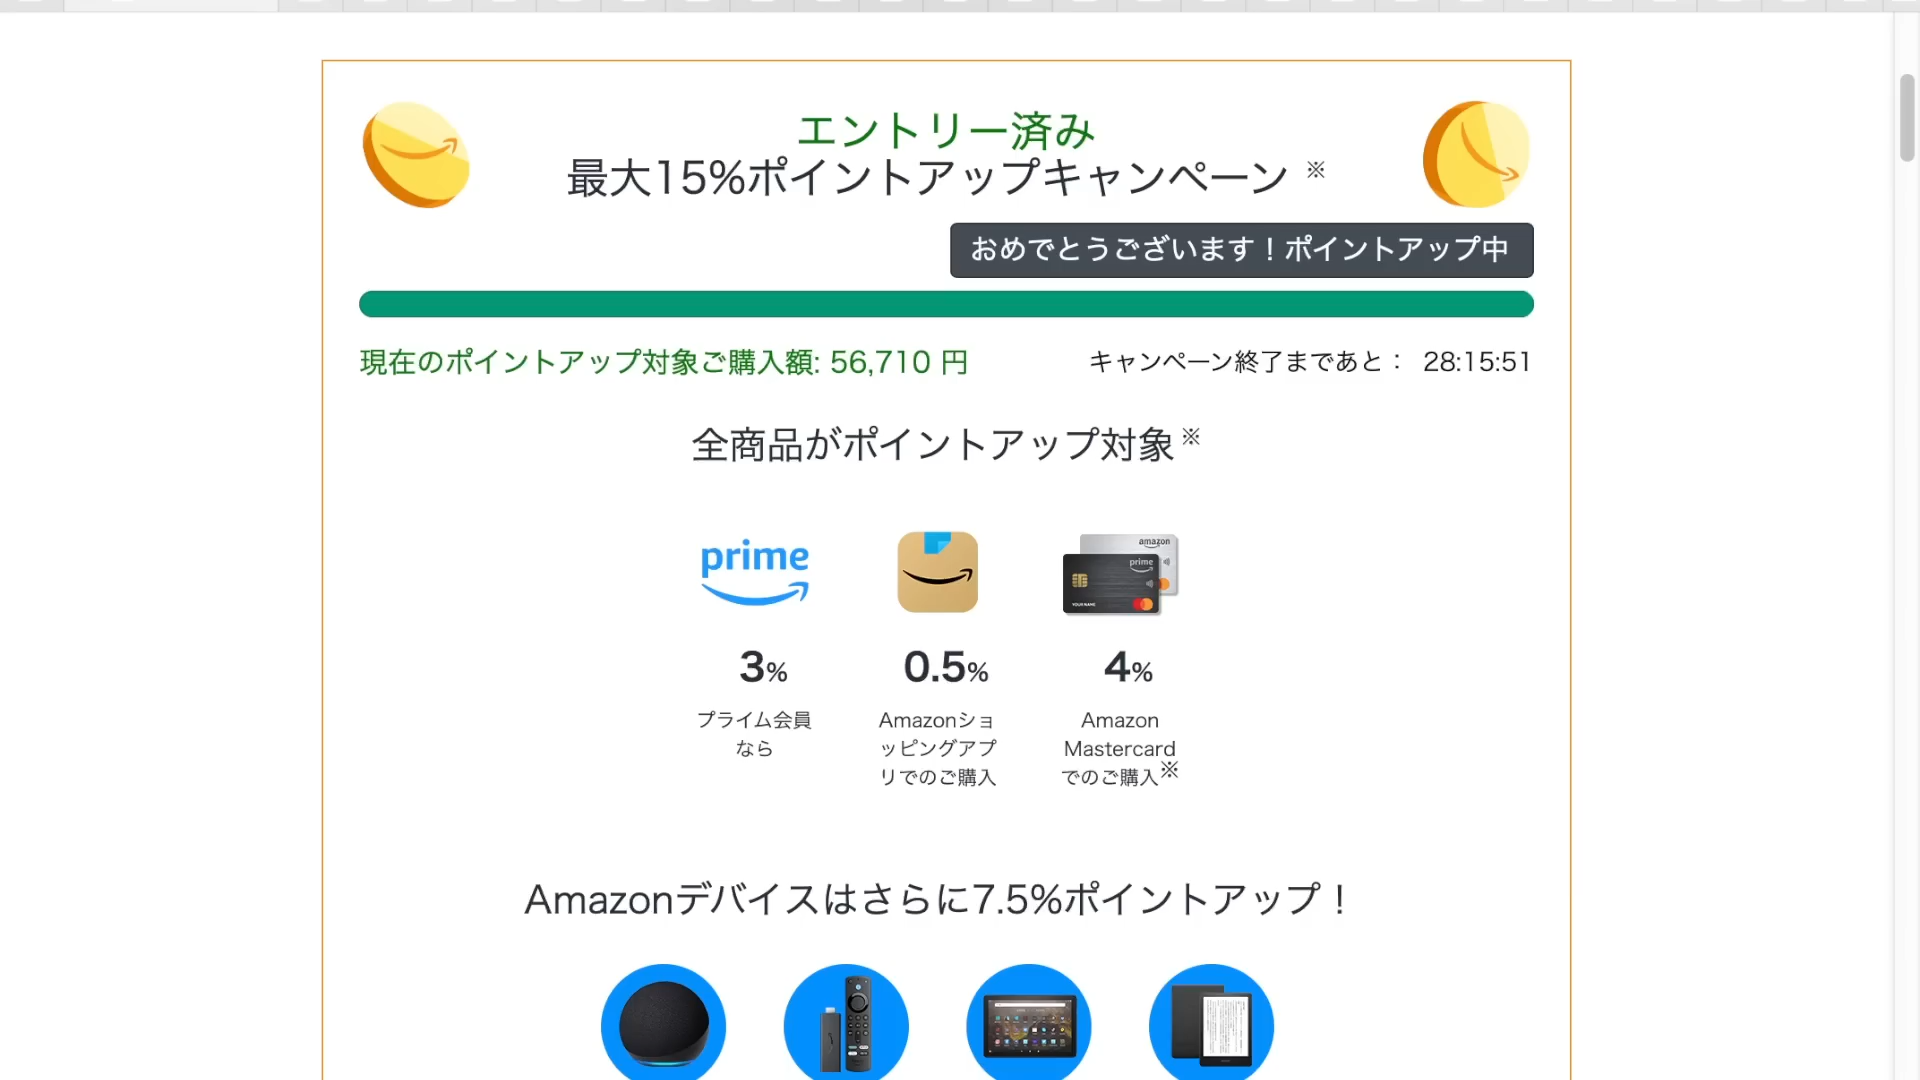 エントリー済み
最大15%ポイントアップキャンペーン ※
おめでとうございます！ポイントアップ中
現在のポイントアップ対象ご購入額: 56,710 円
キャンペーン終了まであと： 28:15:51
全商品がポイントアップ対象※
prime
amazon
prime
YOUR NAME
3%
0.5%
4%
プライム会員
なら
Amazonショ
ッピングアプ
リでのご購入
Amazon
Mastercard
でのご購入※
Amazonデバイスはさらに7.5%ポイントアップ！